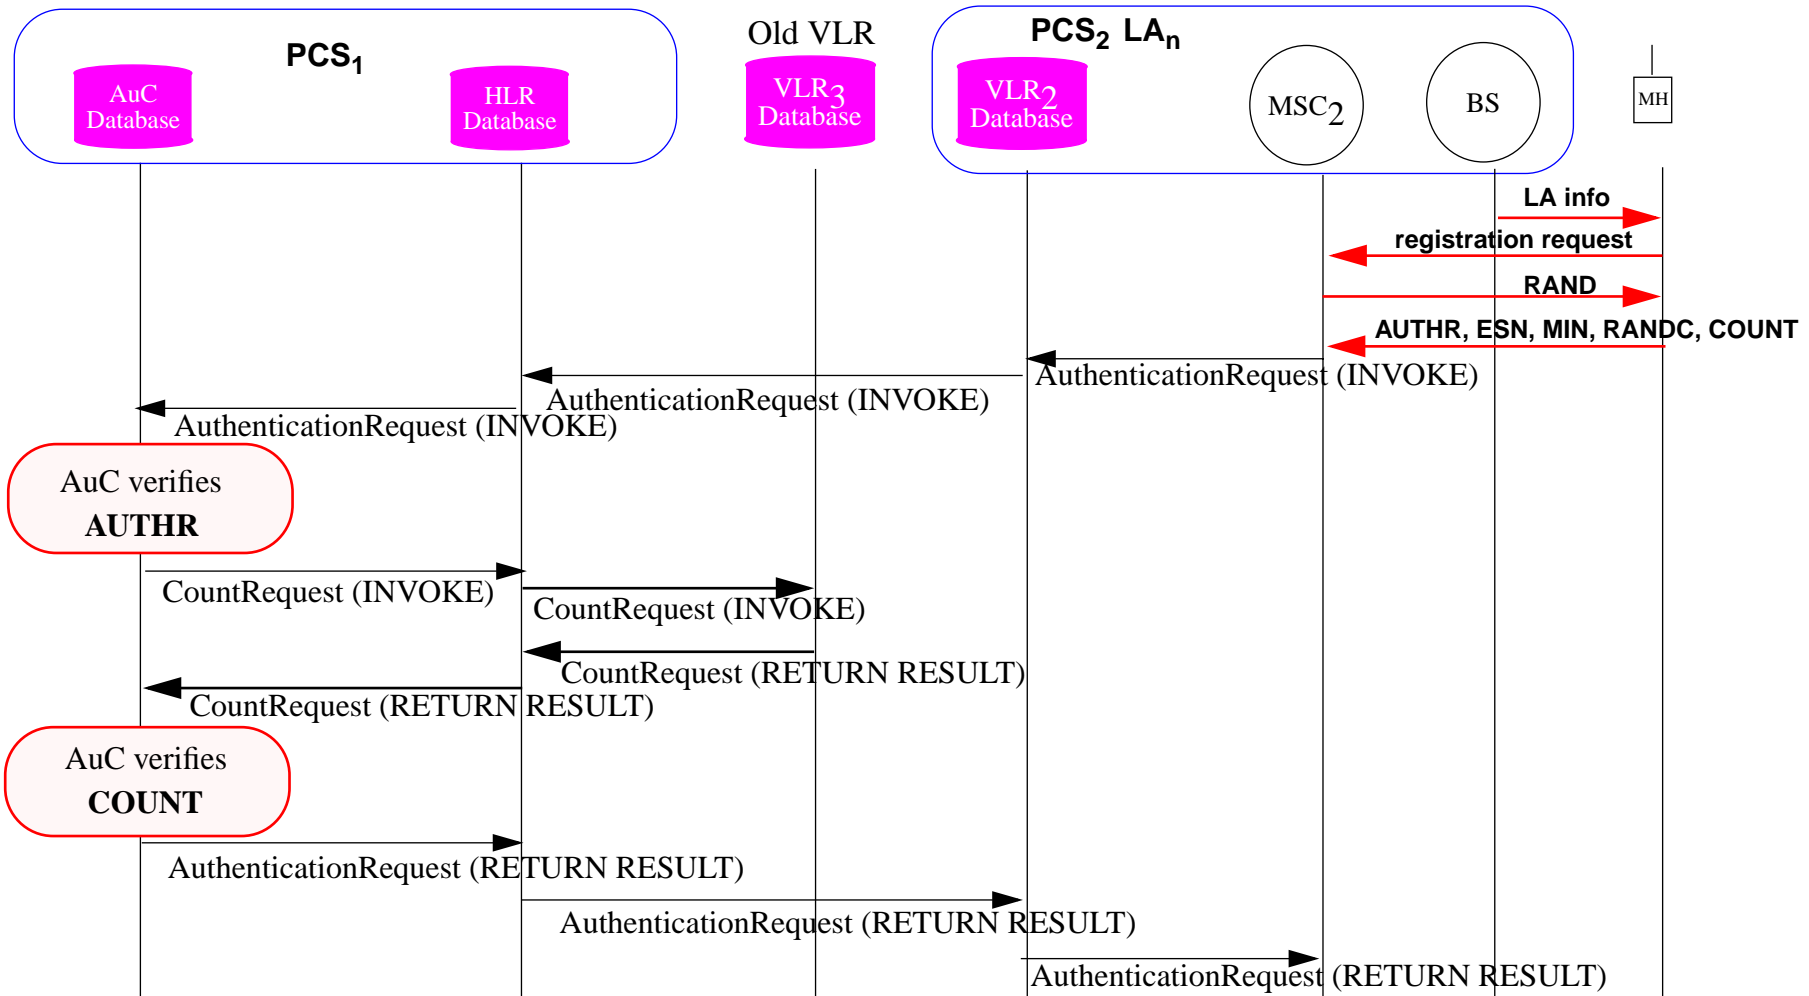 PCS1
Old VLR
PCS2 LAn
AuC
Database
HLR
Database
VLR3
Database
VLR2
Database
MSC2
BS
MH
LA info
registration request
RAND
AUTHR, ESN, MIN, RANDC, COUNT
AuthenticationRequest (INVOKE)
AuthenticationRequest (INVOKE)
AuthenticationRequest (INVOKE)
AuC verifies
AUTHR
CountRequest (INVOKE)
CountRequest (INVOKE)
CountRequest (RETURN RESULT)
CountRequest (RETURN RESULT)
AuC verifies
COUNT
AuthenticationRequest (RETURN RESULT)
AuthenticationRequest (RETURN RESULT)
AuthenticationRequest (RETURN RESULT)